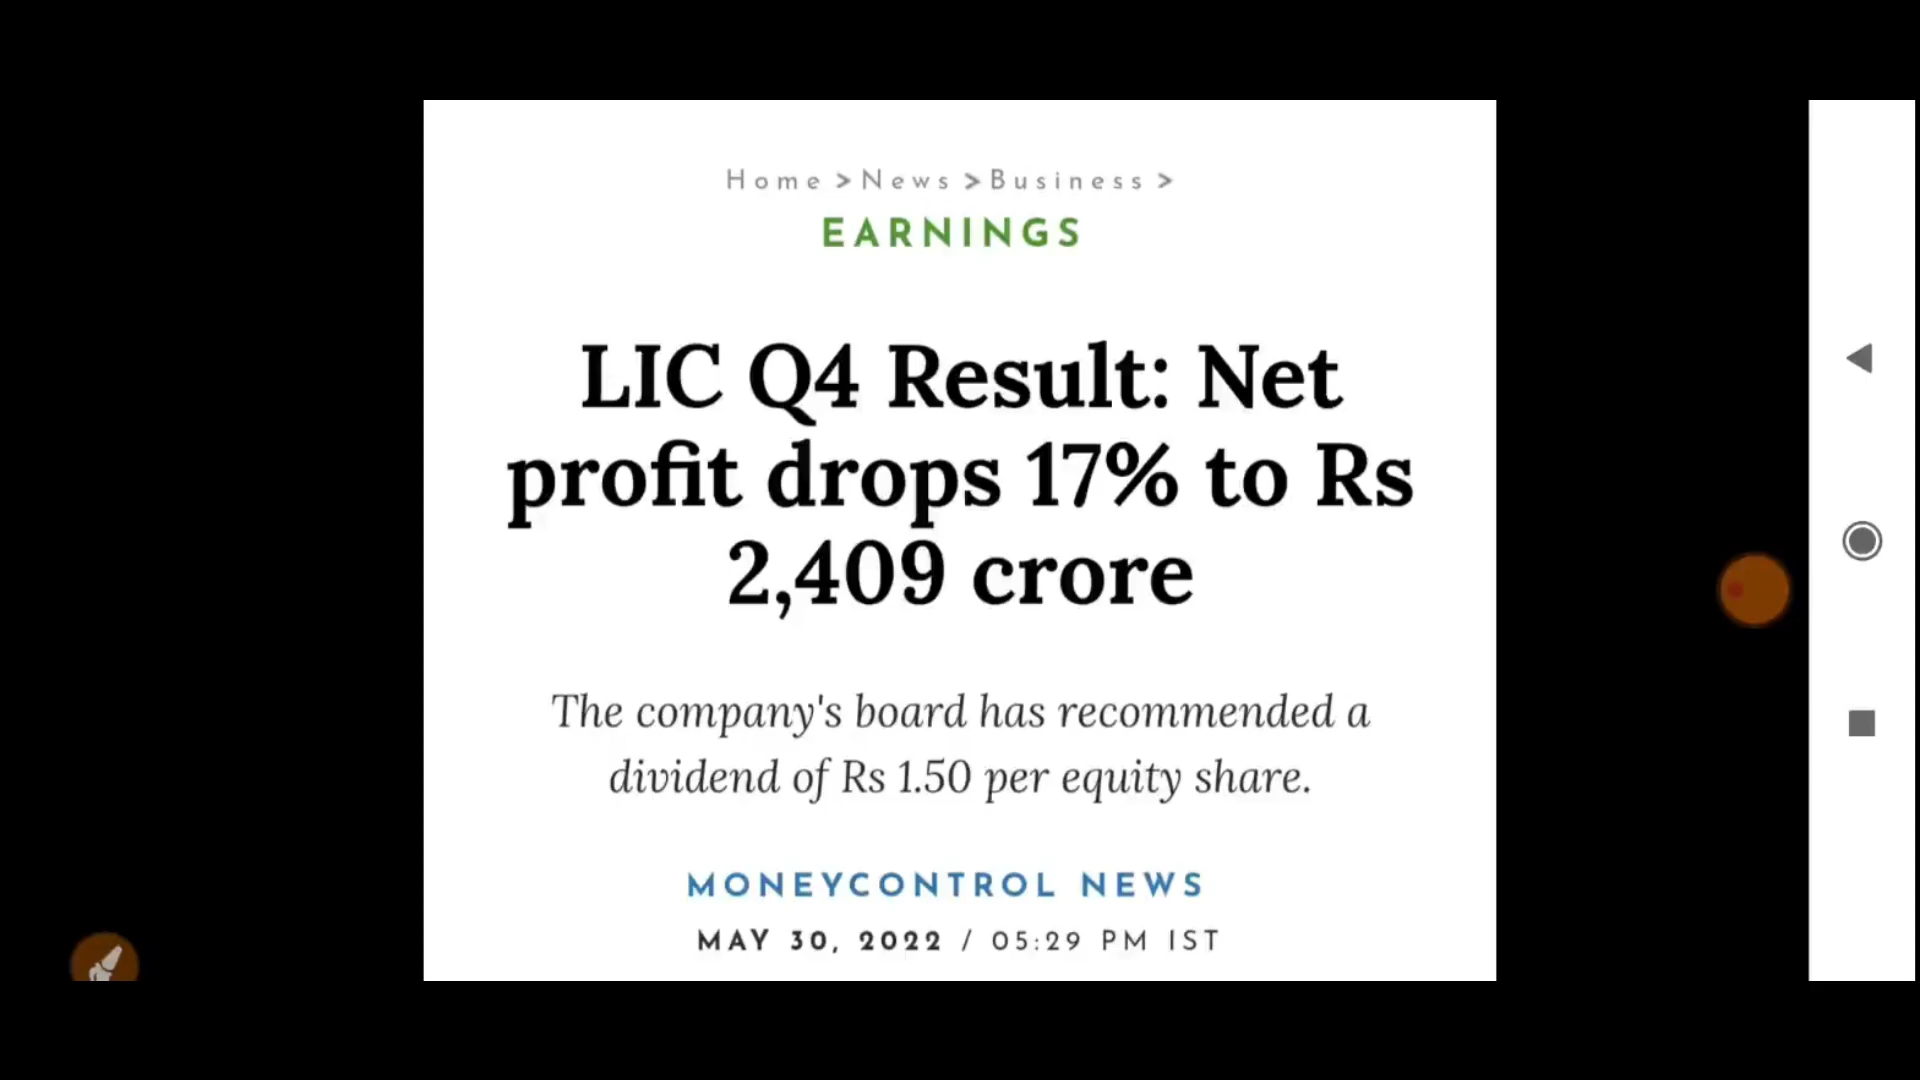 Home > News > Business >
EARNINGS
LIC Q4 Result: Net
profit drops 17% to Rs
2,409 crore
The company's board has recommended a
dividend of Rs 1.50 per equity share.
MONEYCONTROL NEWS
MAY 30, 2022 / 05:29 PM IST